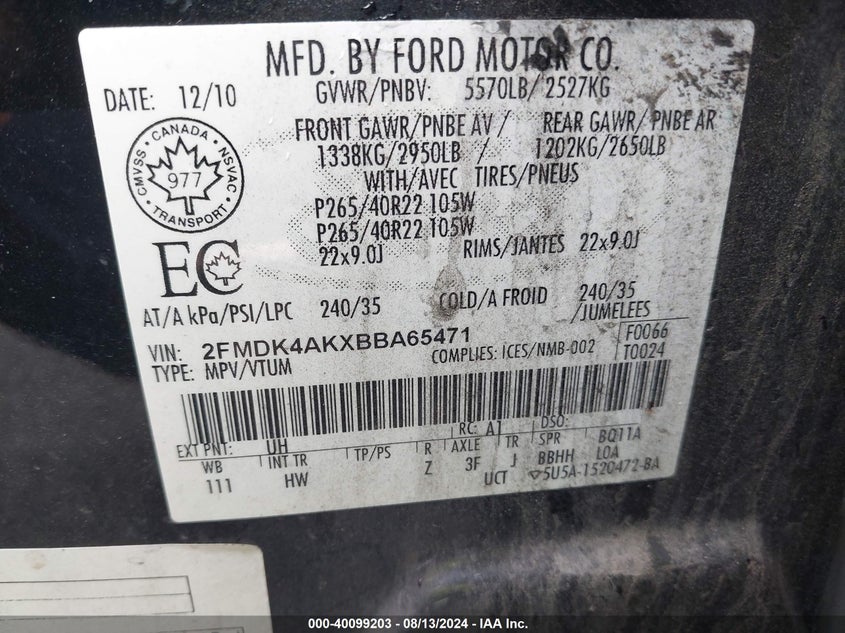 MFD. BY FORD MOTOR CO.
DATE: 12/10
GVWR/PNBV: 5570LB/ 2527KG
FRONT GAWR/PNBE AV / REAR GAWR/ PNBE AR
1338KG/2950LB / 1202KG/2650LB
WITH/AVEC TIRES/PNEUS
CMVSS · CANADA · NSVAC
977
TRANSPORT
P265/40R22 105W
P265/40R22 105W
22x9.0J RIMS/JANTES 22x9.0J
EC
AT/A kPa/PSI/LPC 240/35 COLD/A FROID 240/35
/JUMELEES
VIN: 2FMDK4AKXBBA65471
COMPLIES: ICES/NMB-002
F0066
T0024
TYPE: MPV/VTUM
RC: A1 DSO:
EXT PNT: UH
WB INT TR TP/PS R AXLE TR SPR BQ11A
111 HW Z 3F J BBHH LOA
UCT 5U5A-1520472-BA
000-40099203 - 08/13/2024 - IAA Inc.